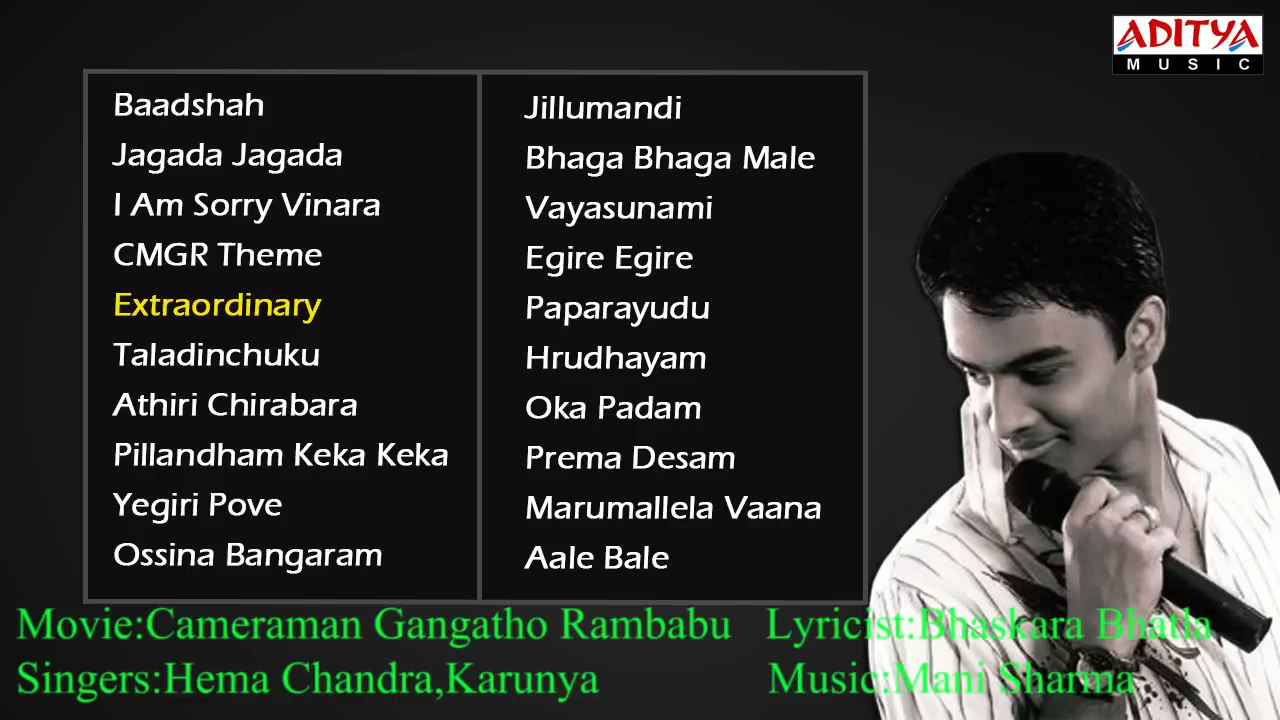 ADITYA
MUSIC
Baadshah
Jagada Jagada
I Am Sorry Vinara
CMGR Theme
Extraordinary
Taladinchuku
Athiri Chirabara
Pillandham Keka Keka
Yegiri Pove
Ossina Bangaram
Jillumandi
Bhaga Bhaga Male
Vayasunami
Egire Egire
Paparayudu
Hrudhayam
Oka Padam
Prema Desam
Marumallela Vaana
Aale Bale
Movie:Cameraman Gangatho Rambabu Lyricist:Bhaskara Bhatla
Singers:Hema Chandra,Karunya Music:Mani Sharma